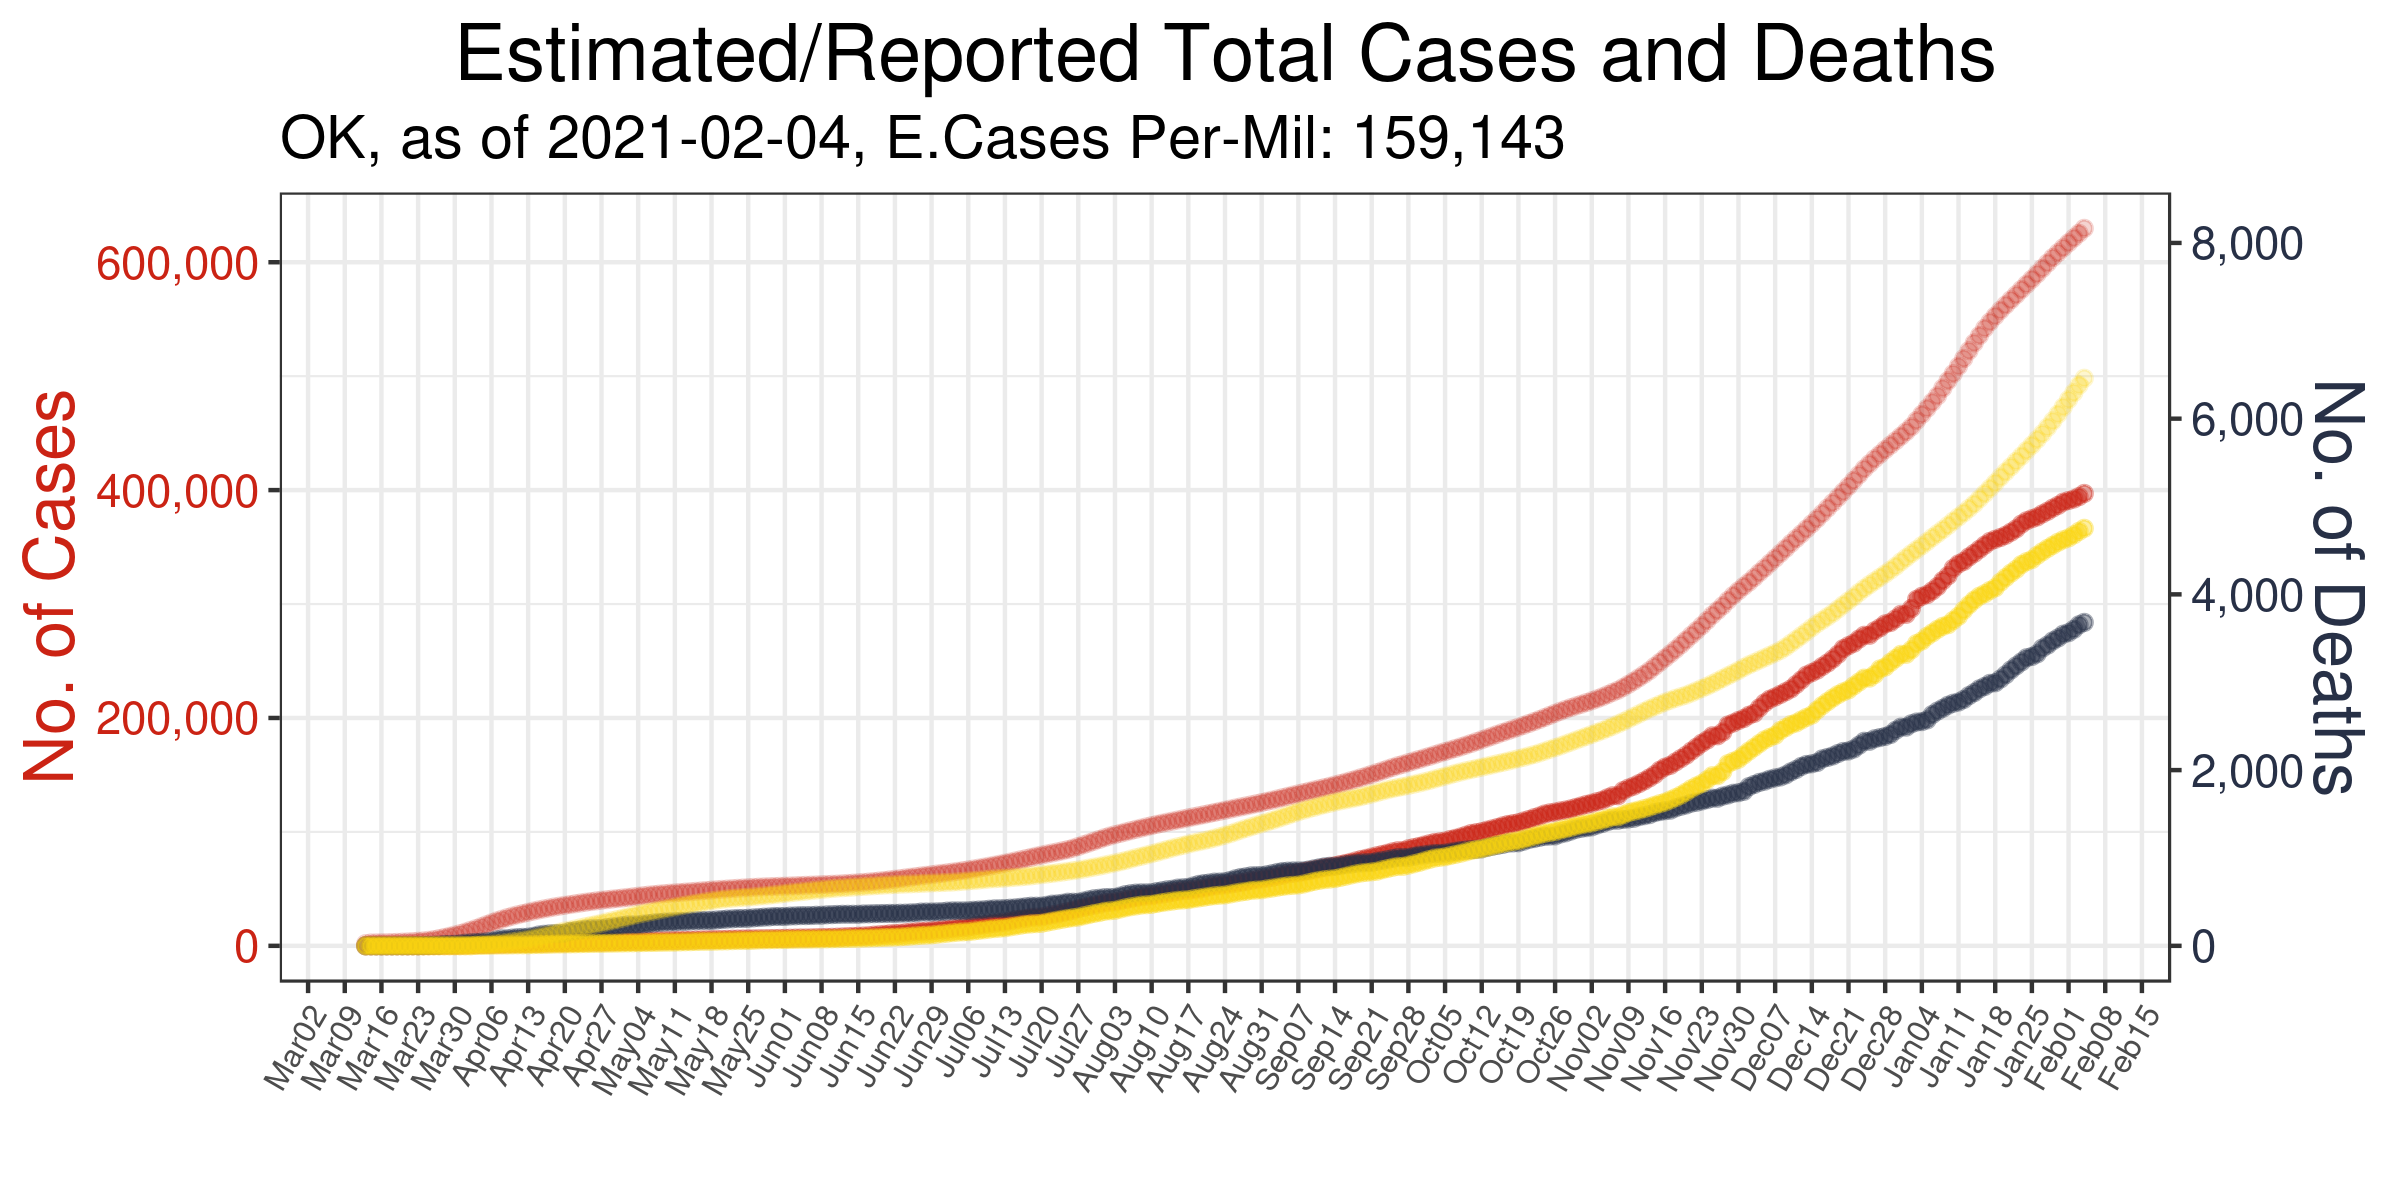 Estimated/Reported Total Cases and Deaths
OK, as of 2021-02-04, E.Cases Per-Mil: 159,143
No. of Cases
600,000
400,000
200,000
0
8,000
6,000
4,000
2,000
0
No. of Deaths
Mar02
Mar09
Mar16
Mar23
Mar30
Apr06
Apr13
Apr20
Apr27
May04
May11
May18
May25
Jun01
Jun08
Jun15
Jun22
Jun29
Jul06
Jul13
Jul20
Jul27
Aug03
Aug10
Aug17
Aug24
Aug31
Sep07
Sep14
Sep21
Sep28
Oct05
Oct12
Oct19
Oct26
Nov02
Nov09
Nov16
Nov23
Nov30
Dec07
Dec14
Dec21
Dec28
Jan04
Jan11
Jan18
Jan25
Feb01
Feb08
Feb15